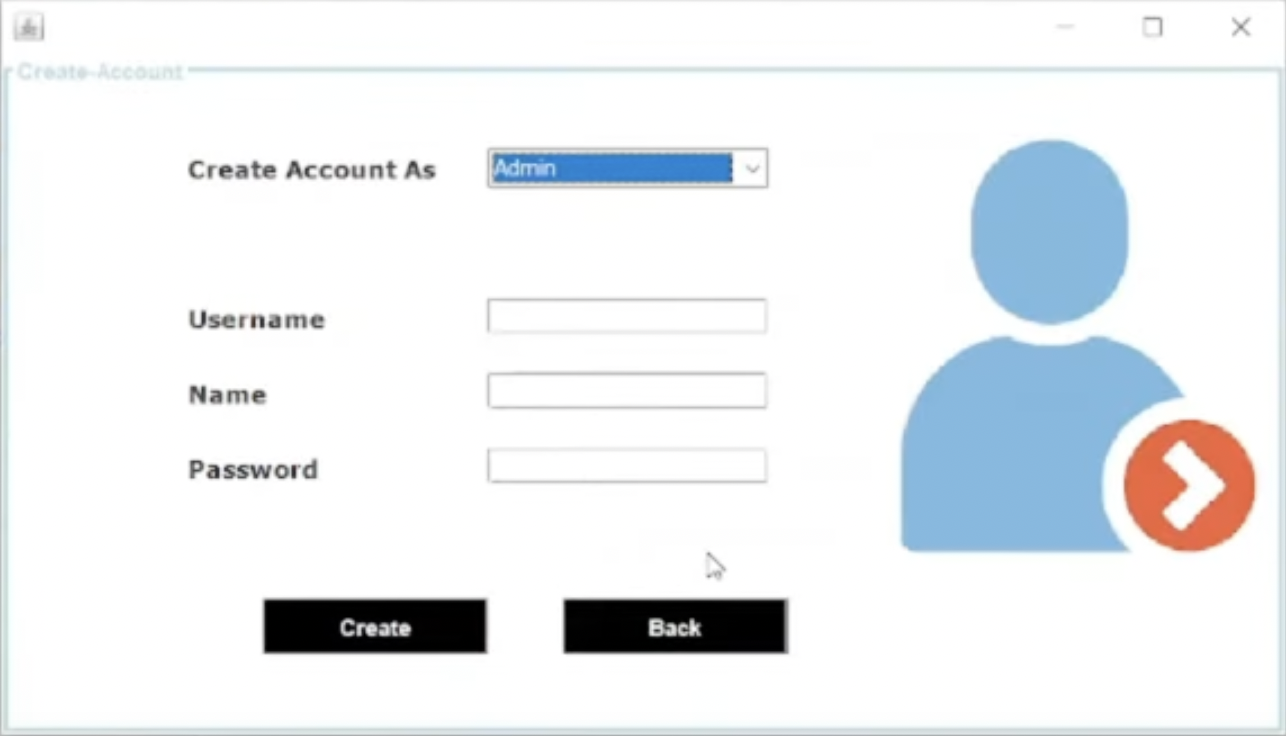 Create-Account
Create Account As
Admin
Username
Name
Password
Create
Back